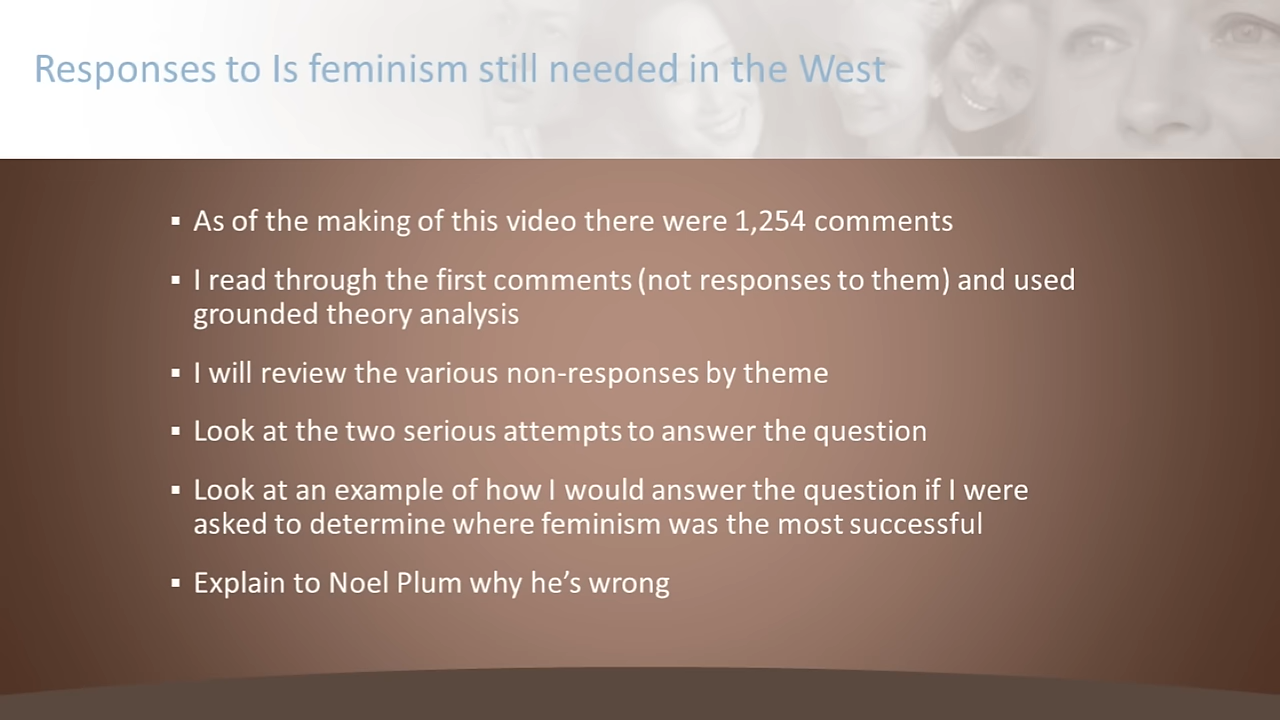 Responses to Is feminism still needed in the West
▪ As of the making of this video there were 1,254 comments
▪ I read through the first comments (not responses to them) and used
grounded theory analysis
▪ I will review the various non-responses by theme
▪ Look at the two serious attempts to answer the question
▪ Look at an example of how I would answer the question if I were
asked to determine where feminism was the most successful
▪ Explain to Noel Plum why he’s wrong